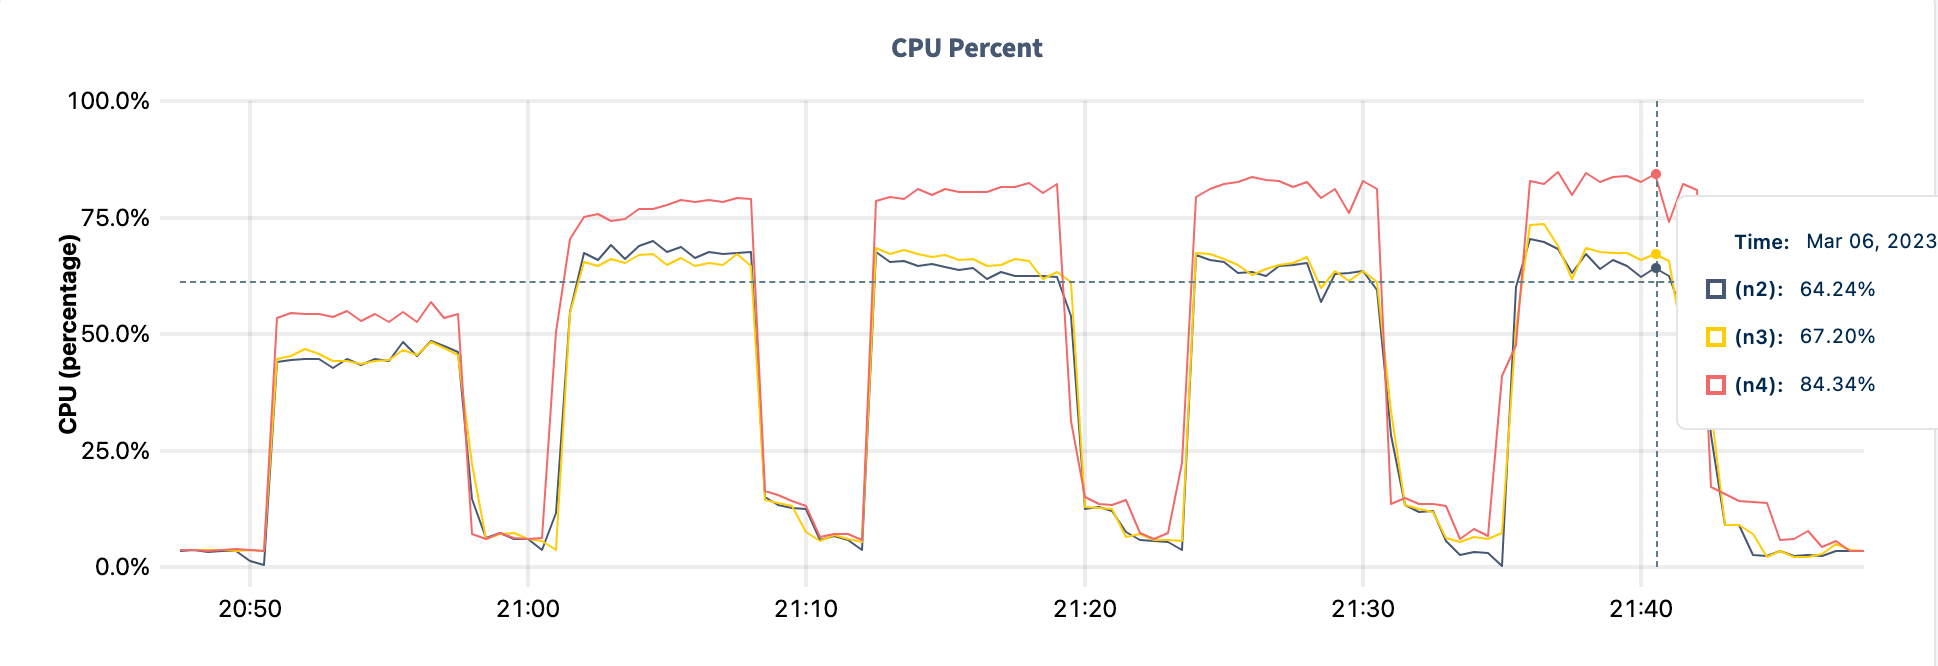 CPU Percent
100.0%
75.0%
50.0%
25.0%
0.0%
CPU (percentage)
20:50
21:00
21:10
21:20
21:30
21:40
Time: Mar 06, 2023
(n2): 64.24%
(n3): 67.20%
(n4): 84.34%